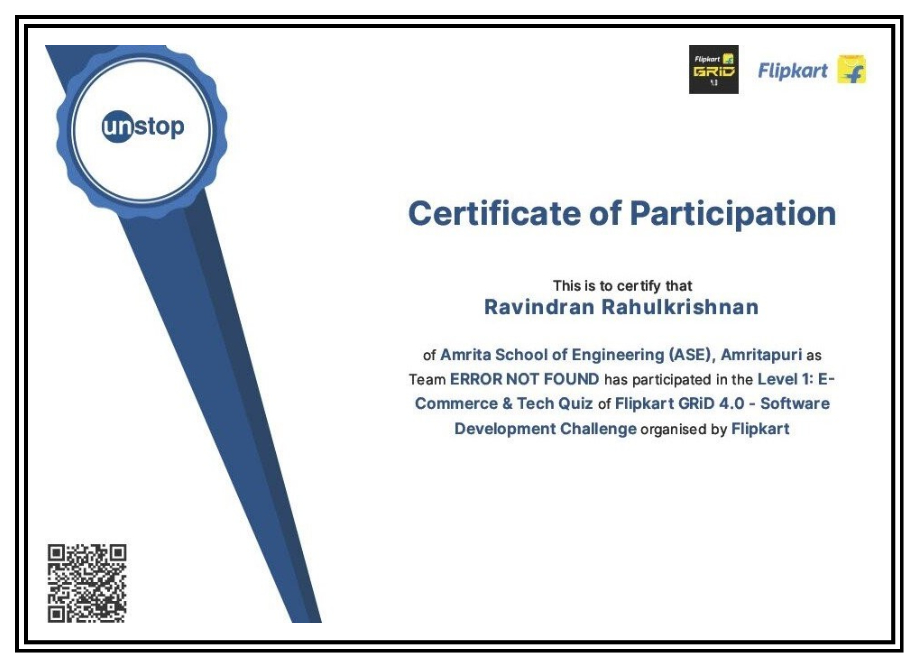 unstop
Flipkart
GRiD
4.0
Flipkart
Certificate of Participation
This is to certify that
Ravindran Rahulkrishnan
of Amrita School of Engineering (ASE), Amritapuri as
Team ERROR NOT FOUND has participated in the Level 1: E-
Commerce & Tech Quiz of Flipkart GRiD 4.0 - Software
Development Challenge organised by Flipkart